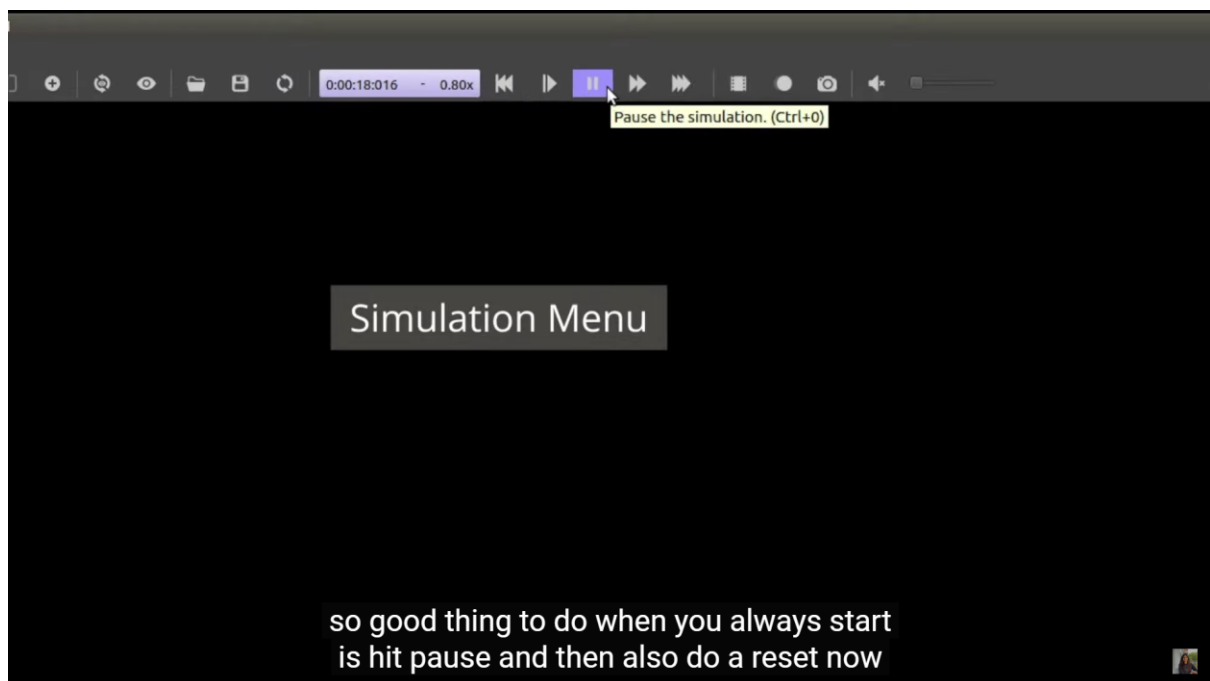 0:00:18:016 - 0.80x
Pause the simulation. (Ctrl+0)
Simulation Menu
so good thing to do when you always start
is hit pause and then also do a reset now